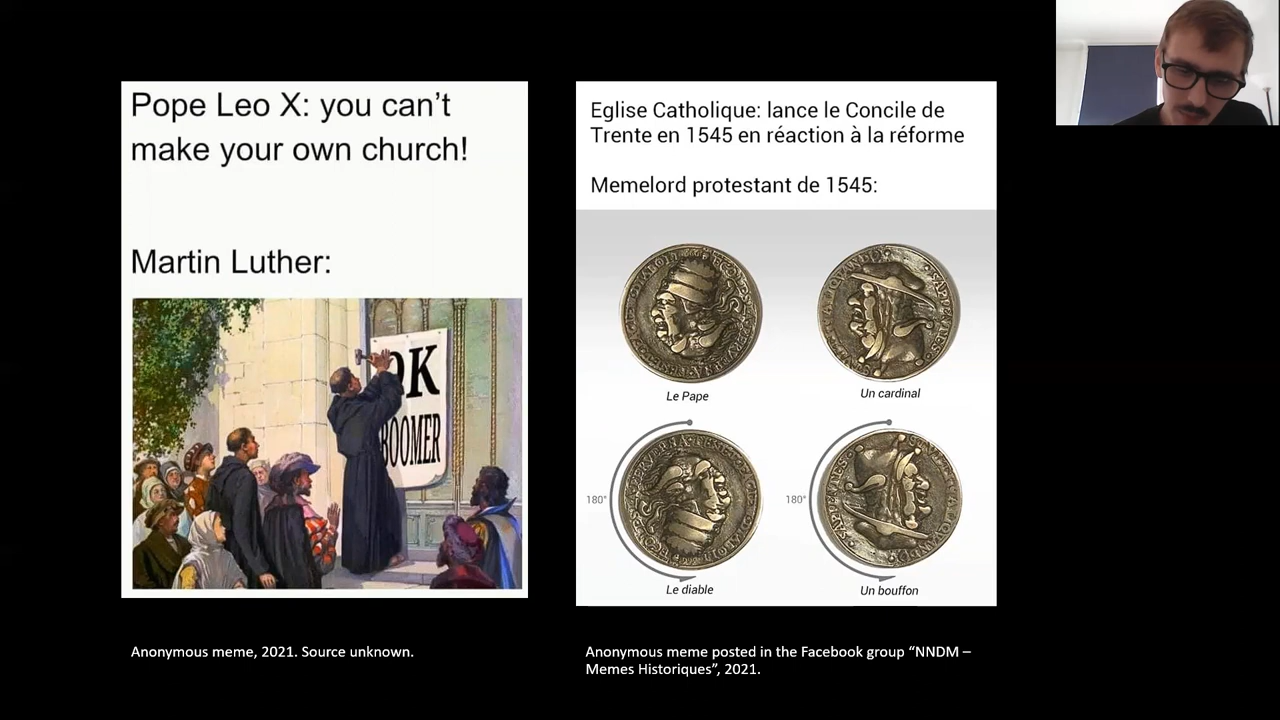 Pope Leo X: you can't
make your own church!
Martin Luther:
OK
BOOMER
Anonymous meme, 2021. Source unknown.
Eglise Catholique: lance le Concile de
Trente en 1545 en réaction à la réforme
Memelord protestant de 1545:
Le Pape
Un cardinal
180°
180°
Le diable
Un bouffon
Anonymous meme posted in the Facebook group “NNDM –
Memes Historiques”, 2021.